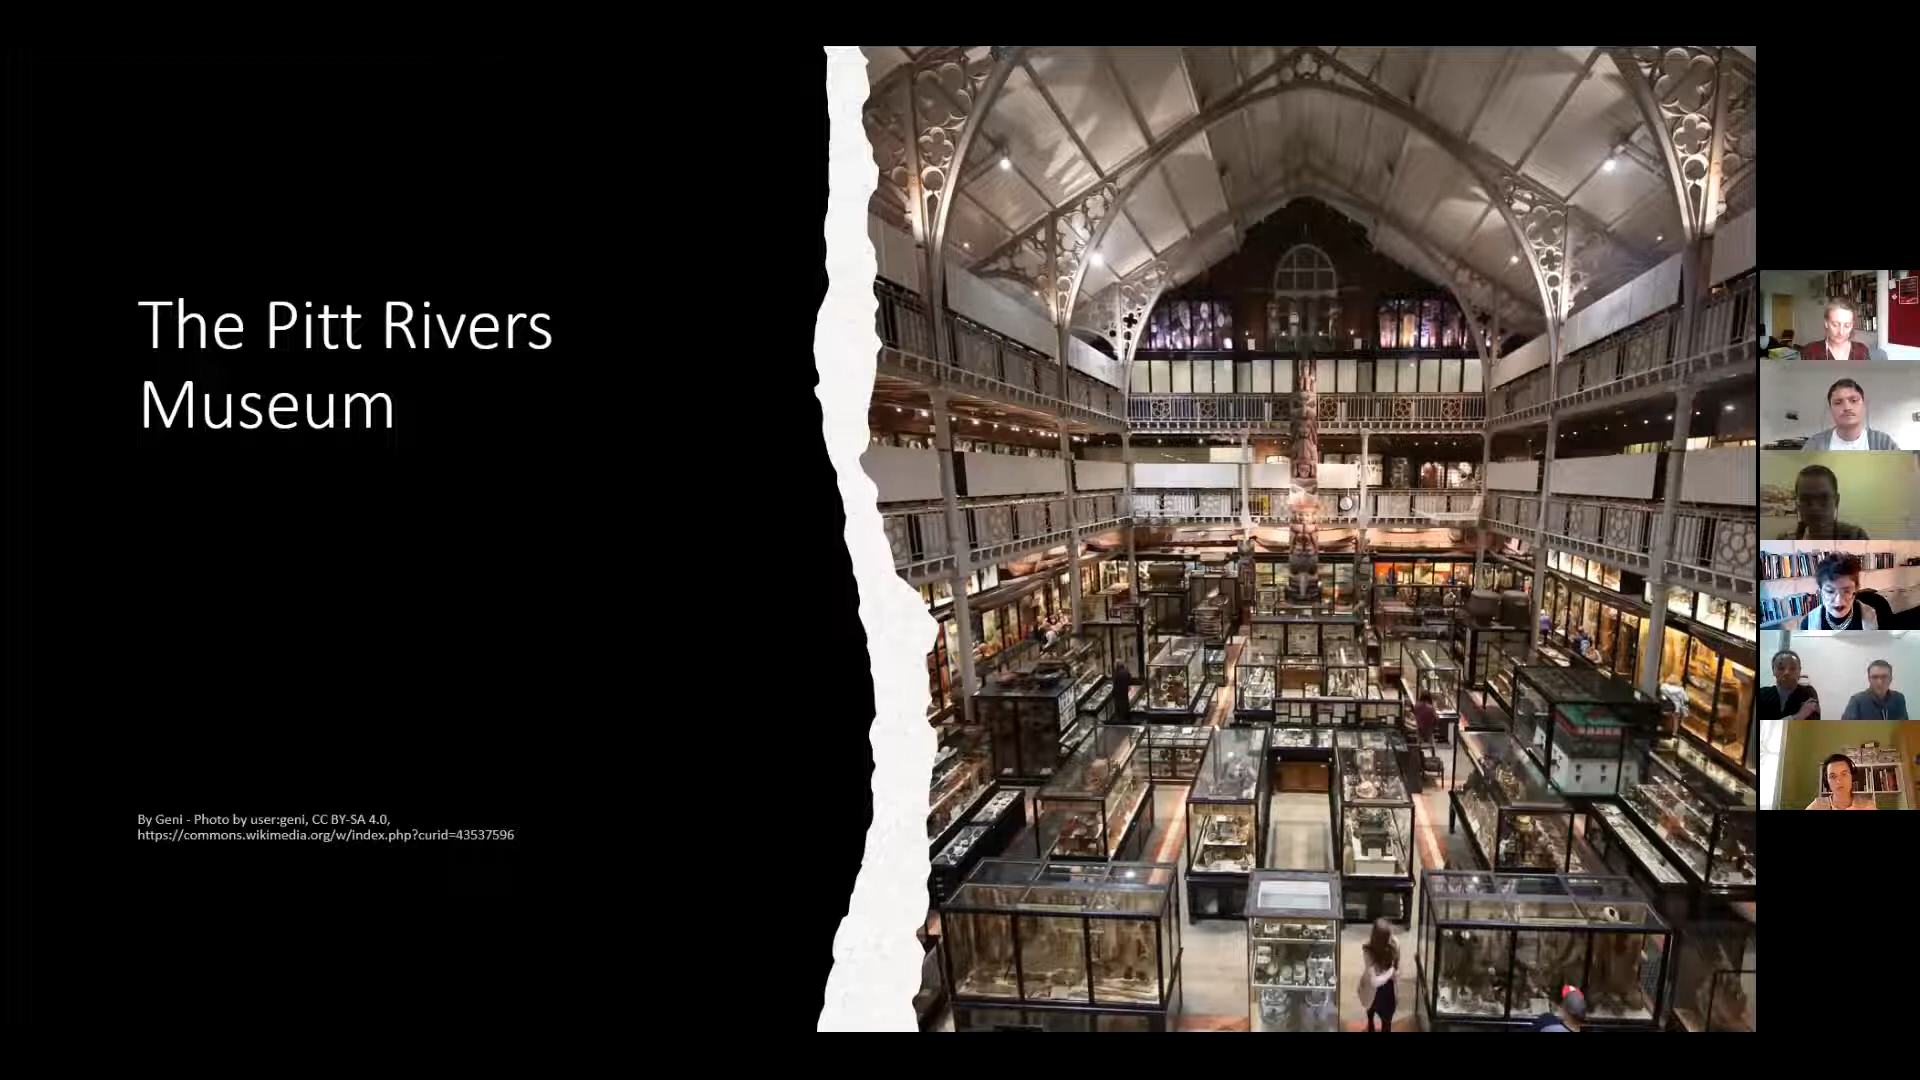 The Pitt Rivers
Museum
By Geni - Photo by user:geni, CC BY-SA 4.0,
https://commons.wikimedia.org/w/index.php?curid=43537596